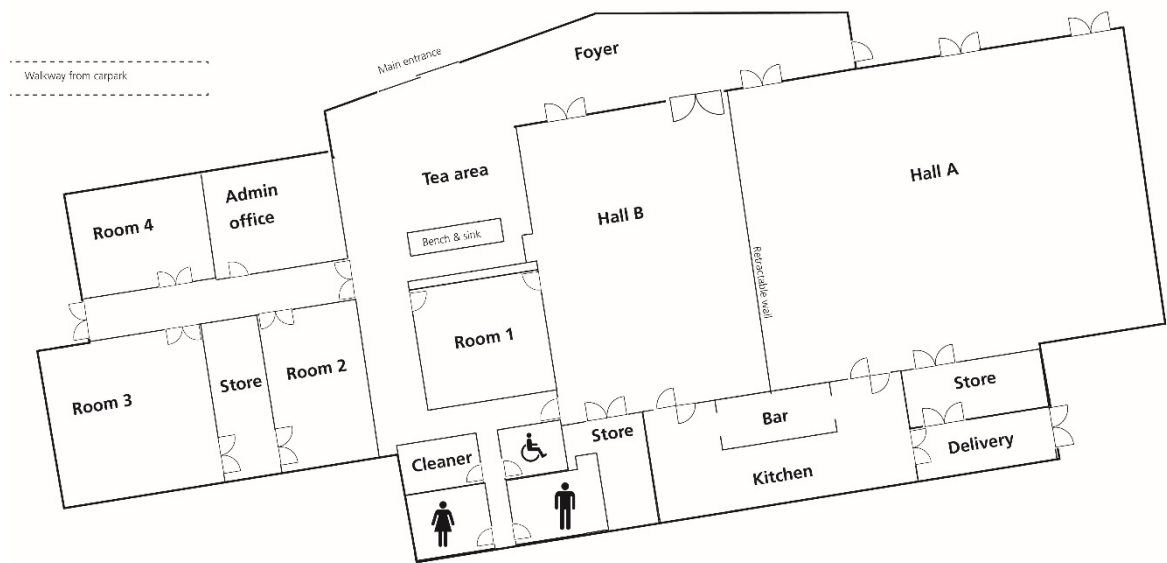 Foyer
Main entrance
Walkway from carpark
Tea area
Hall A
Admin
office
Room 4
Hall B
Bench & sink
Retractable wall
Room 1
Room 2
Store
Room 3
Store
Bar
Store
Delivery
Cleaner
Kitchen